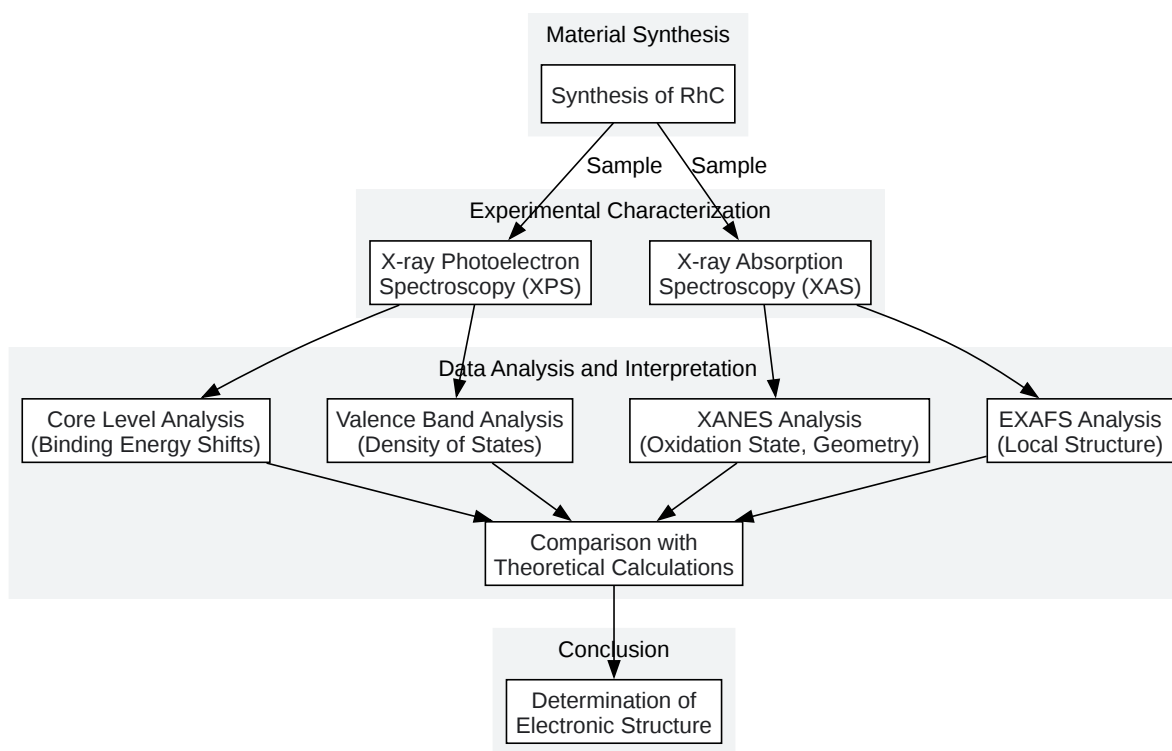 Material Synthesis
Synthesis of RhC
Sample
Sample
Experimental Characterization
X-ray Photoelectron
Spectroscopy (XPS)
X-ray Absorption
Spectroscopy (XAS)
Data Analysis and Interpretation
Core Level Analysis
(Binding Energy Shifts)
Valence Band Analysis
(Density of States)
XANES Analysis
(Oxidation State, Geometry)
EXAFS Analysis
(Local Structure)
Comparison with
Theoretical Calculations
Conclusion
Determination of
Electronic Structure